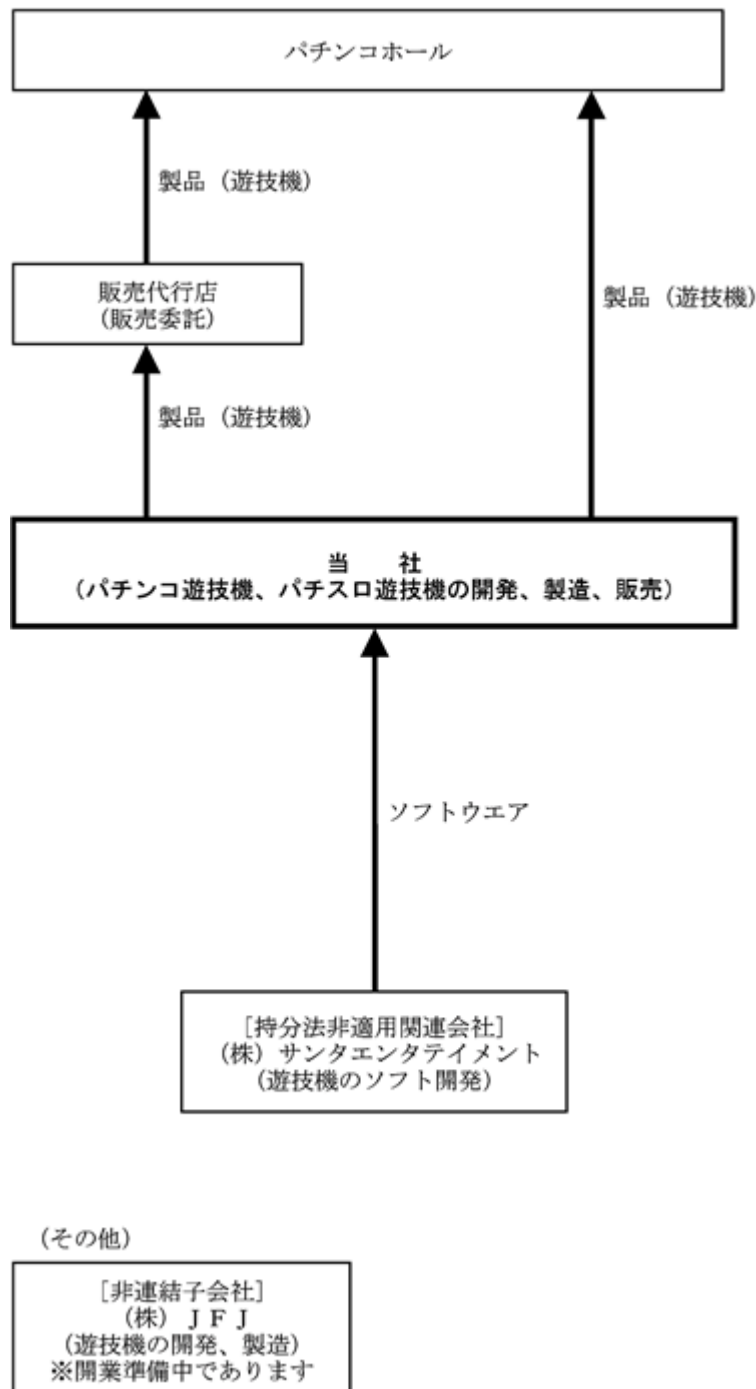 パチンコホール
製品（遊技機）
販売代行店
（販売委託）
製品（遊技機）
製品（遊技機）
当　　社
（パチンコ遊技機、パチスロ遊技機の開発、製造、販売）
ソフトウエア
［持分法非適用関連会社］
（株）サンタエンタテイメント
（遊技機のソフト開発）
（その他）
［非連結子会社］
（株）ＪＦＪ
（遊技機の開発、製造）
※開業準備中であります